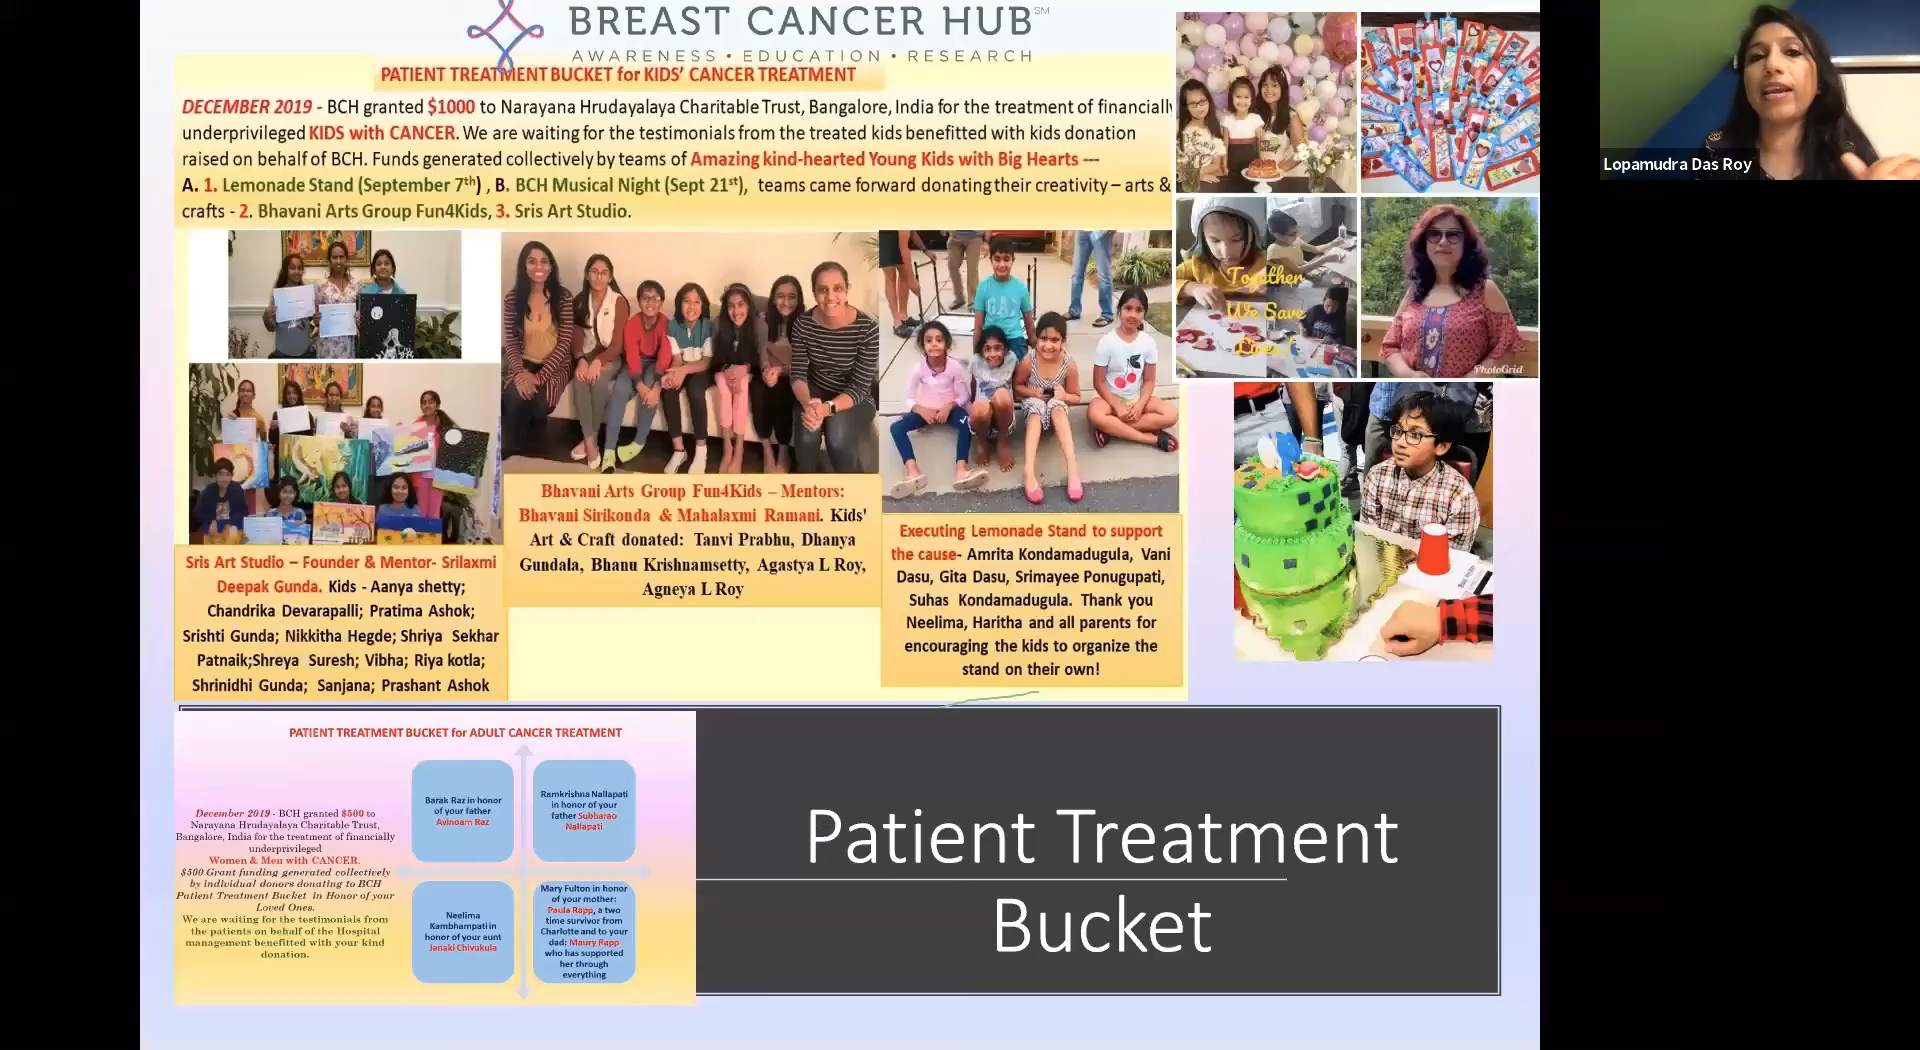 BREAST CANCER HUB SM
AWARENESS • EDUCATION • RESEARCH
PATIENT TREATMENT BUCKET for KIDS' CANCER TREATMENT
DECEMBER 2019 - BCH granted $1000 to Narayana Hrudayalaya Charitable Trust, Bangalore, India for the treatment of financially
underprivileged KIDS with CANCER. We are waiting for the testimonials from the treated kids benefitted with kids donation
raised on behalf of BCH. Funds generated collectively by teams of Amazing kind-hearted Young Kids with Big Hearts ---
A. 1. Lemonade Stand (September 7th) , B. BCH Musical Night (Sept 21st), teams came forward donating their creativity – arts &
crafts - 2. Bhavani Arts Group Fun4Kids, 3. Sris Art Studio.
Together
We Save
Lives !
PhotoGrid
Lopamudra Das Roy
Sris Art Studio – Founder & Mentor- Srilaxmi
Deepak Gunda. Kids - Aanya shetty;
Chandrika Devarapalli; Pratima Ashok;
Srishti Gunda; Nikkitha Hegde; Shriya Sekhar
Patnaik;Shreya Suresh; Vibha; Riya kotla;
Shrinidhi Gunda; Sanjana; Prashant Ashok
Bhavani Arts Group Fun4Kids – Mentors:
Bhavani Sirikonda & Mahalaxmi Ramani. Kids'
Art & Craft donated: Tanvi Prabhu, Dhanya
Gundala, Bhanu Krishnamsetty, Agastya L Roy,
Agneya L Roy
Executing Lemonade Stand to support
the cause- Amrita Kondamadugula, Vani
Dasu, Gita Dasu, Srimayee Ponugupati,
Suhas Kondamadugula. Thank you
Neelima, Haritha and all parents for
encouraging the kids to organize the
stand on their own!
PATIENT TREATMENT BUCKET for ADULT CANCER TREATMENT
December 2019 - BCH granted $500 to
Narayana Hrudayalaya Charitable Trust,
Bangalore, India for the treatment of financially
underprivileged
Women & Men with CANCER.
$500 Grant funding generated collectively
by individual donors donating to BCH
Patient Treatment Bucket in Honor of your
Loved Ones.
We are waiting for the testimonials from
the patients on behalf of the Hospital
management benefitted with your kind
donation.
Barak Raz in honor
of your father
Avinoam Raz
Ramkrishna Nallapati
in honor of your
father Subbarao
Nallapati
Neelima
Kambhampati in
honor of your aunt
Janaki Chivukula
Mary Fulton in honor
of your mother:
Paula Rapp, a two
time survivor from
Charlotte and to your
dad: Maury Rapp
who has supported
her through
everything
Patient Treatment
Bucket